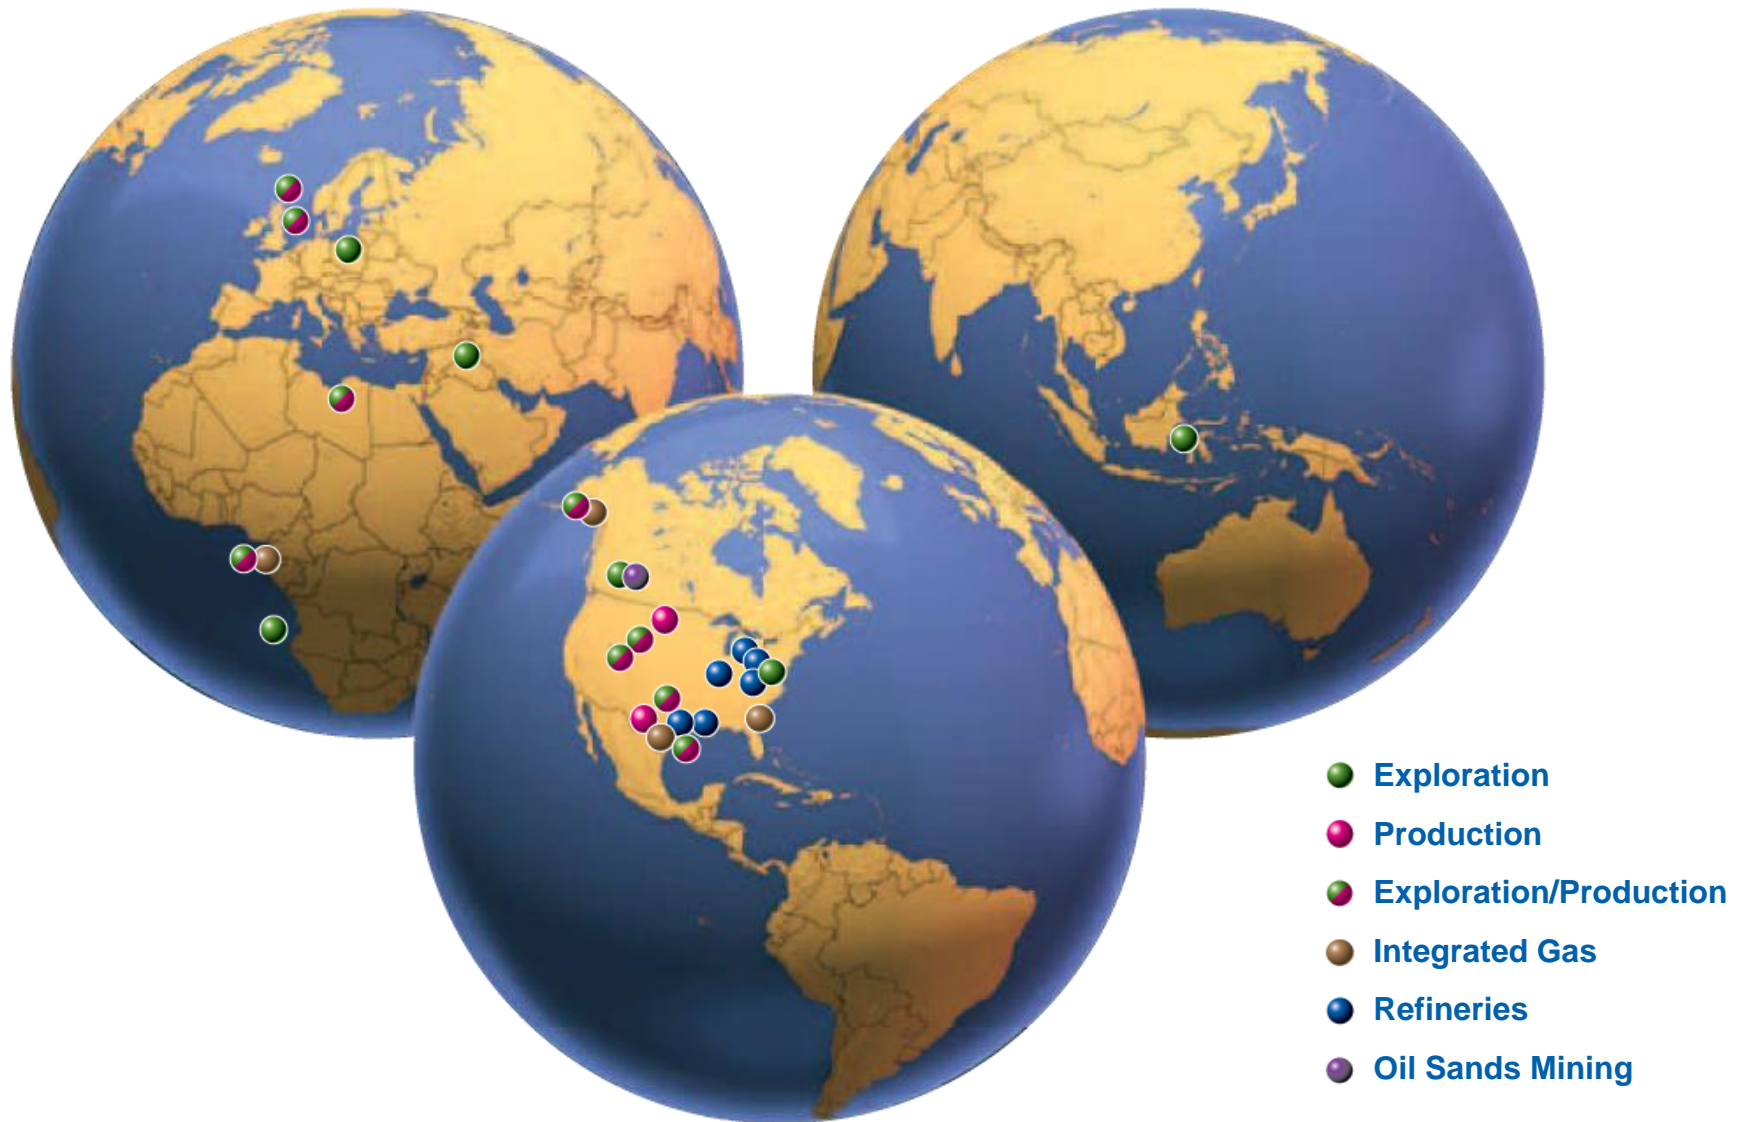 Exploration
Production
Exploration/Production
Integrated Gas
Refineries
Oil Sands Mining